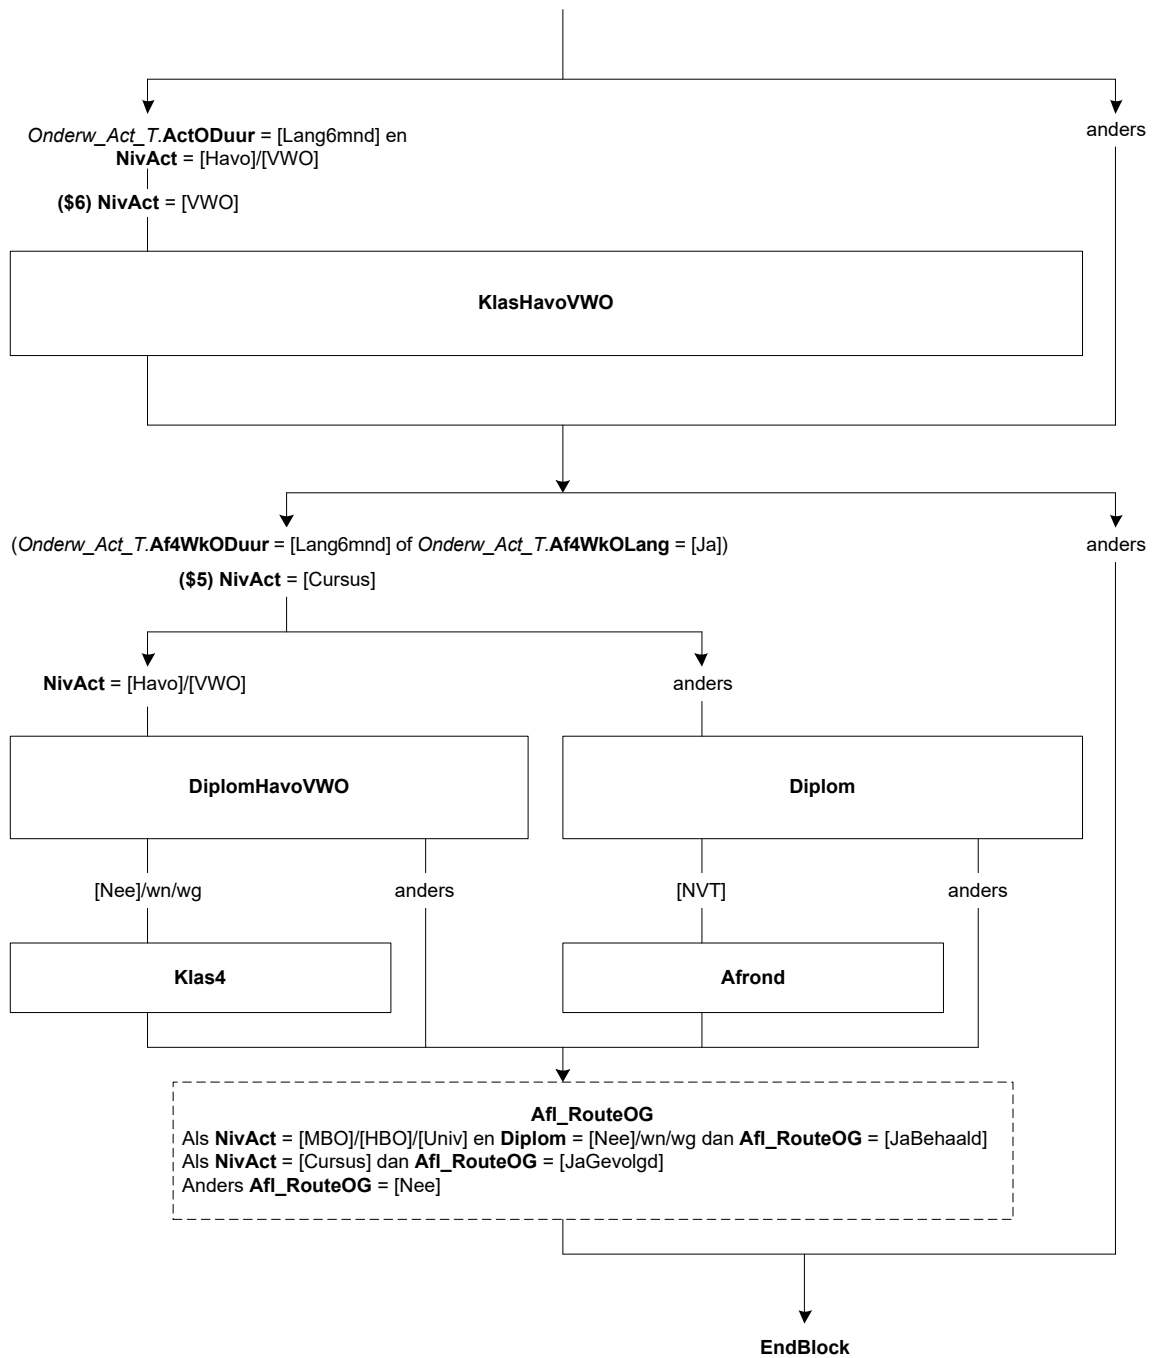 Onderw_Act_T.ActODuur = [Lang6mnd] en
NivAct = [Havo]/[VWO]
anders
($6) NivAct = [VWO]
KlasHavoVWO
(Onderw_Act_T.Af4WkODuur = [Lang6mnd] of Onderw_Act_T.Af4WkOLang = [Ja])
anders
($5) NivAct = [Cursus]
NivAct = [Havo]/[VWO]
anders
DiplomHavoVWO
Diplom
[Nee]/wn/wg
anders
[NVT]
anders
Klas4
Afrond
Afl_RouteOG
Als NivAct = [MBO]/[HBO]/[Univ] en Diplom = [Nee]/wn/wg dan Afl_RouteOG = [JaBehaald]
Als NivAct = [Cursus] dan Afl_RouteOG = [JaGevolgd]
Anders Afl_RouteOG = [Nee]
EndBlock